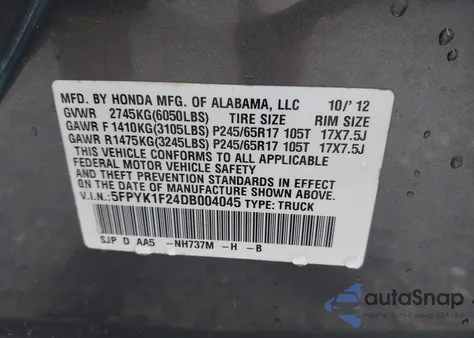 MFD. BY HONDA MFG. OF ALABAMA, LLC 10/'12
GVWR 2745KG(6050LBS) TIRE SIZE RIM SIZE
GAWR F 1410KG(3105LBS) P245/65R17 105T 17X7.5J
GAWR R1475KG(3245LBS) P245/65R17 105T 17X7.5J
THIS VEHICLE CONFORMS TO ALL APPLICABLE
FEDERAL MOTOR VEHICLE SAFETY
AND THEFT PREVENTION STANDARDS IN EFFECT
ON THE DATE OF MANUFACTURE SHOWN ABOVE.
V.I.N.:5FPYK1F24DB004045 TYPE:TRUCK
SJP D AA5 -NH737M -H -B
autoSnap